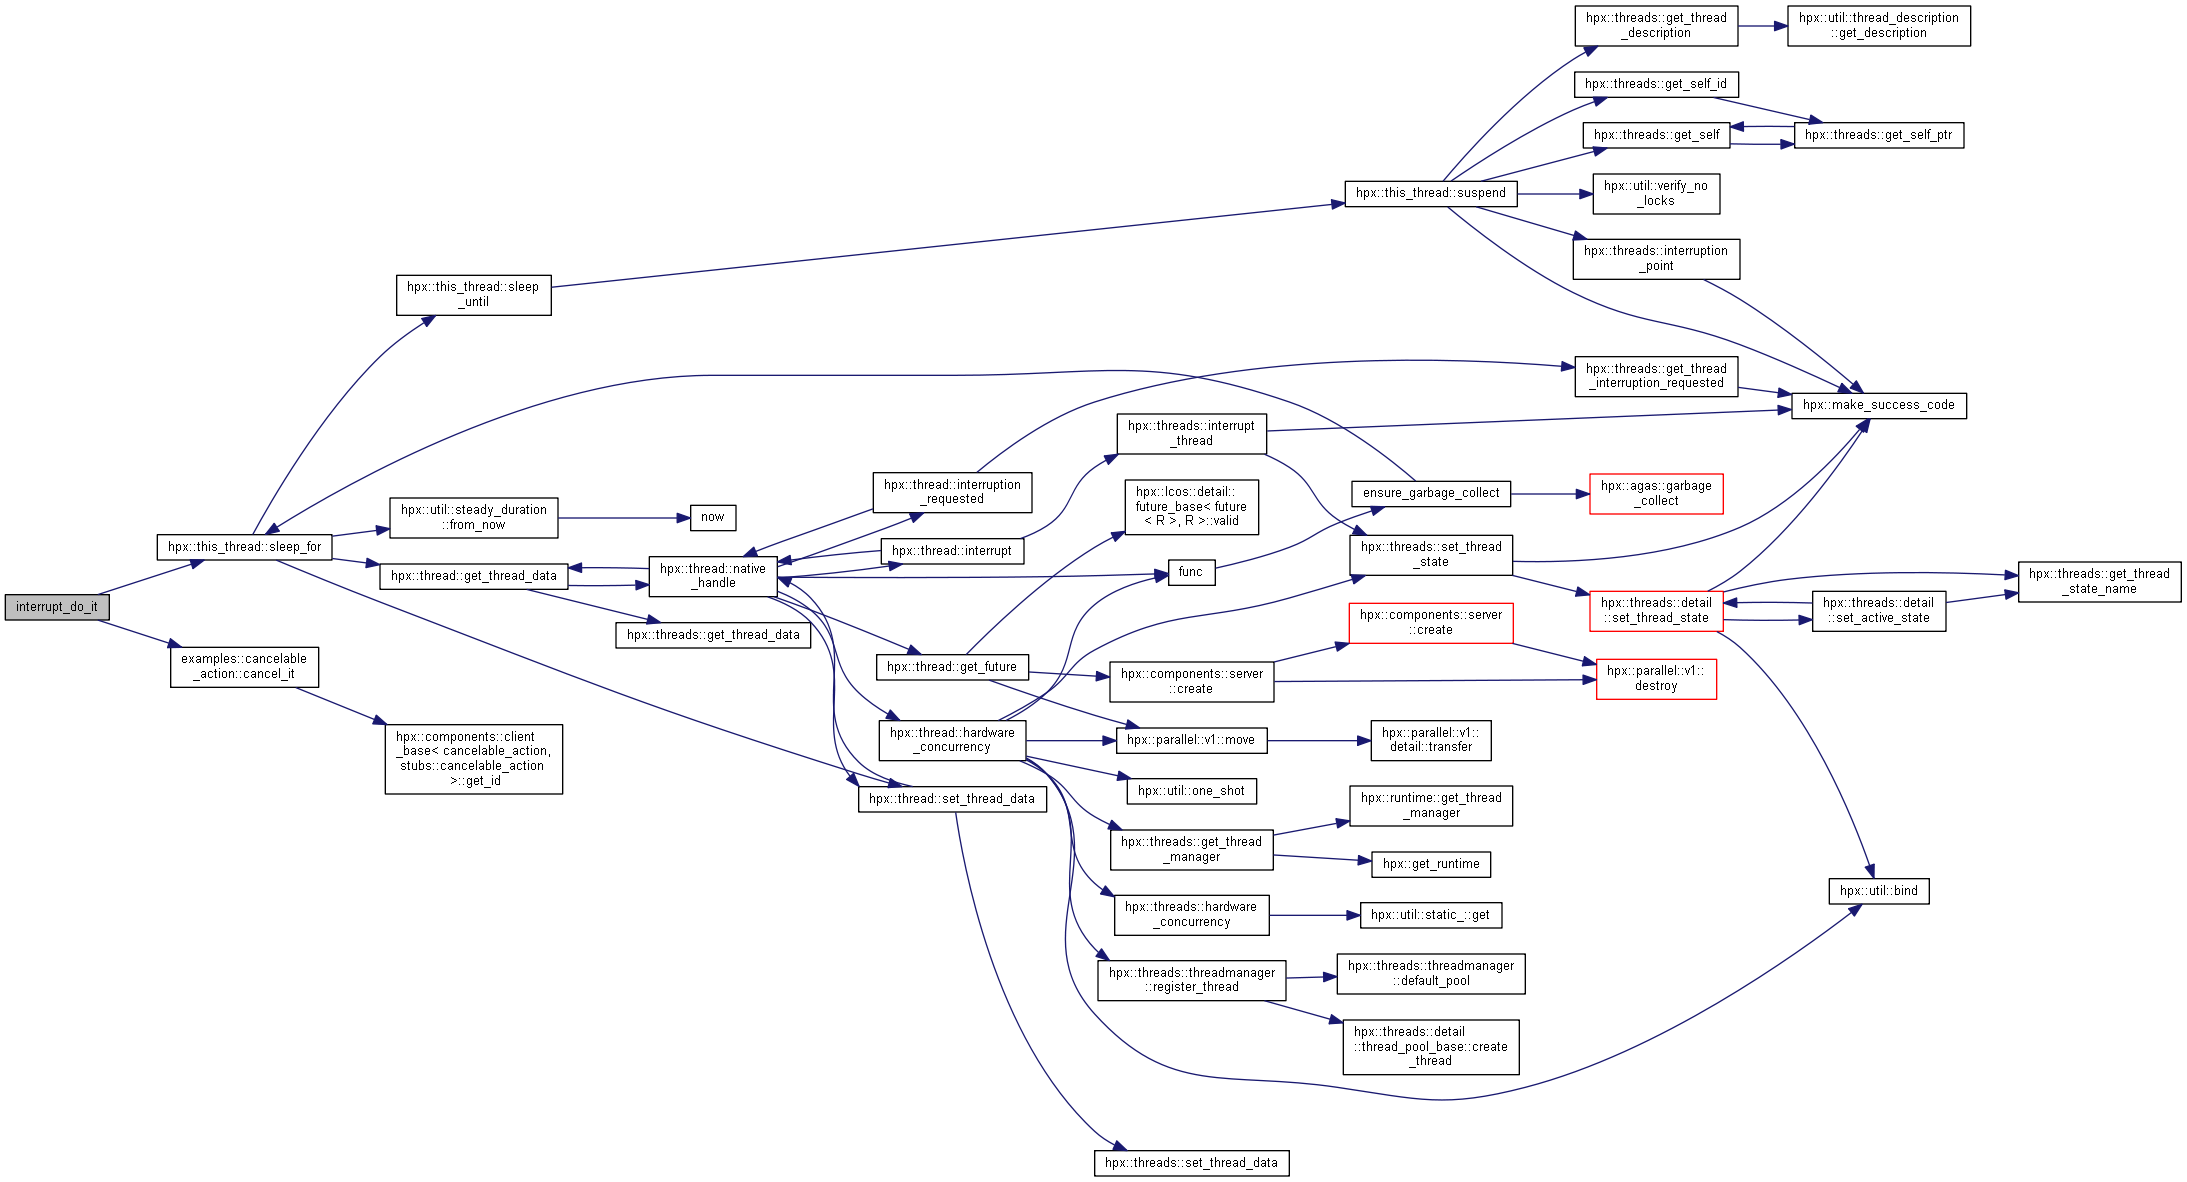 interrupt_do_it
hpx::this_thread::sleep_for
examples::cancelable
_action::cancel_it
hpx::this_thread::sleep
_until
hpx::util::steady_duration
::from_now
hpx::thread::get_thread_data
hpx::components::client
_base< cancelable_action,
stubs::cancelable_action
>::get_id
now
hpx::thread::native
_handle
hpx::threads::get_thread_data
hpx::thread::interruption
_requested
hpx::thread::interrupt
hpx::thread::get_future
hpx::thread::hardware
_concurrency
hpx::thread::set_thread_data
hpx::threads::interrupt
_thread
hpx::lcos::detail::
future_base< future
< R >, R >::valid
func
hpx::components::server
::create
hpx::parallel::v1::move
hpx::util::one_shot
hpx::threads::get_thread
_manager
hpx::threads::hardware
_concurrency
hpx::threads::threadmanager
::register_thread
hpx::threads::set_thread_data
hpx::this_thread::suspend
ensure_garbage_collect
hpx::threads::set_thread
_state
hpx::components::server
::create
hpx::parallel::v1::
detail::transfer
hpx::runtime::get_thread
_manager
hpx::get_runtime
hpx::util::static_::get
hpx::threads::threadmanager
::default_pool
hpx::threads::detail
::thread_pool_base::create
_thread
hpx::threads::get_thread
_description
hpx::threads::get_self_id
hpx::threads::get_self
hpx::util::verify_no
_locks
hpx::threads::interruption
_point
hpx::threads::get_thread
_interruption_requested
hpx::agas::garbage
_collect
hpx::threads::detail
::set_thread_state
hpx::parallel::v1::
destroy
hpx::util::thread_description
::get_description
hpx::threads::get_self_ptr
hpx::make_success_code
hpx::threads::detail
::set_active_state
hpx::util::bind
hpx::threads::get_thread
_state_name